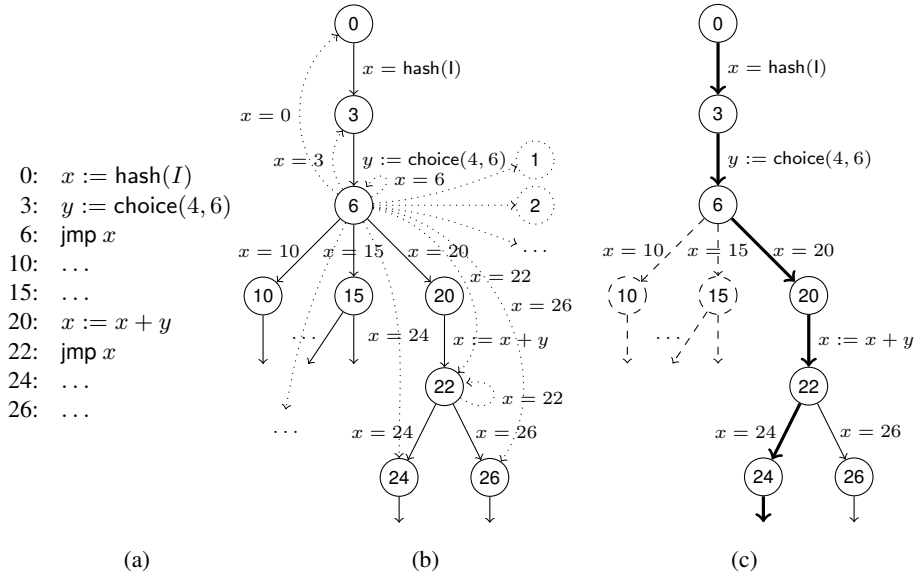 0: x := hash(I)
3: y := choice(4, 6)
6: jmp x
10: . . .
15: . . .
20: x := x + y
22: jmp x
24: . . .
26: . . .
(a)
0
x = hash(I)
x = 0
3
x = 3
y := choice(4, 6)
1
x = 6
6
2
. . .
x = 10
x = 15
x = 20
x = 22
10
15
20
x = 26
. . .
x = 24
x := x + y
22
x = 22
. . .
x = 24
x = 26
24
26
(b)
0
x = hash(I)
3
y := choice(4, 6)
6
x = 10
x = 15
x = 20
10
15
20
. . .
x := x + y
22
x = 24
x = 26
24
26
(c)